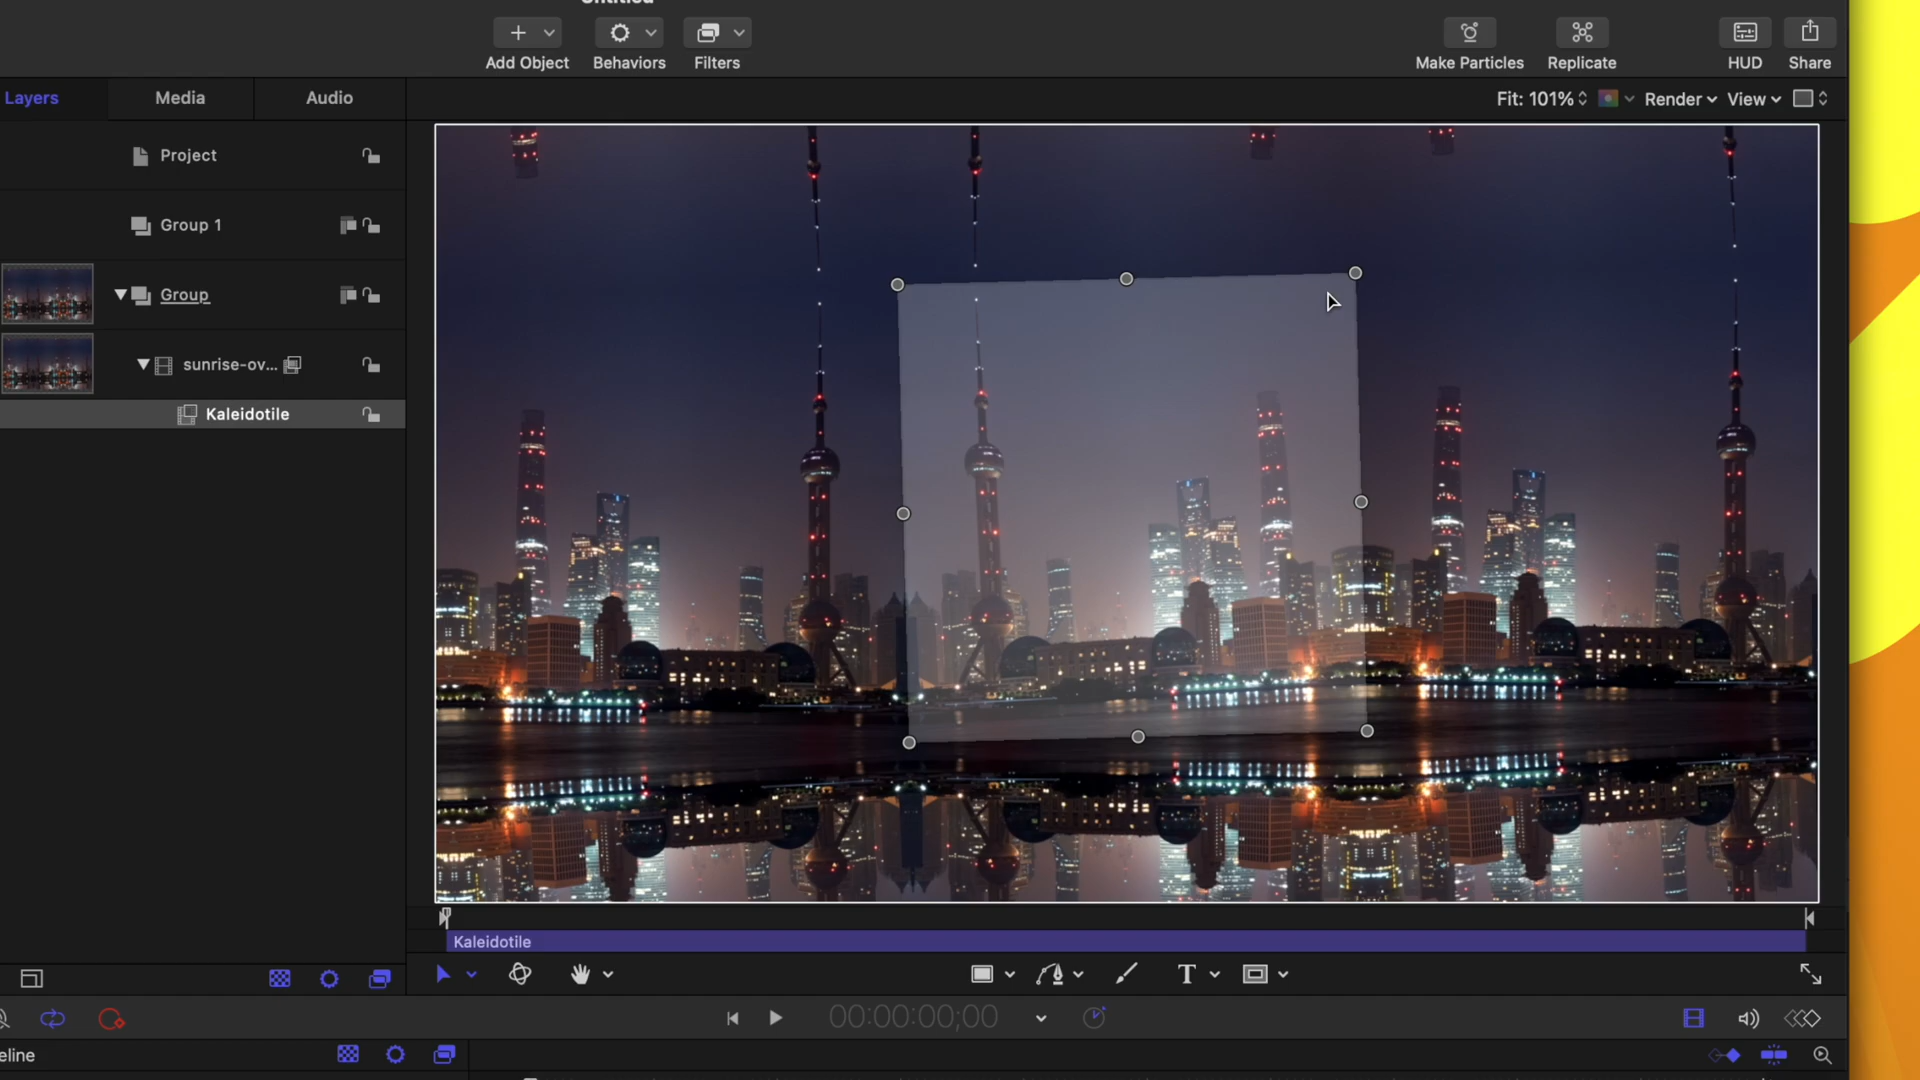 Untitled
Add Object
Behaviors
Filters
Make Particles
Replicate
HUD
Share
Layers
Media
Audio
Fit: 101%
Render
View
Project
Group 1
Group
sunrise-ov...
Kaleidotile
Kaleidotile
T
00:00:00;00
eline